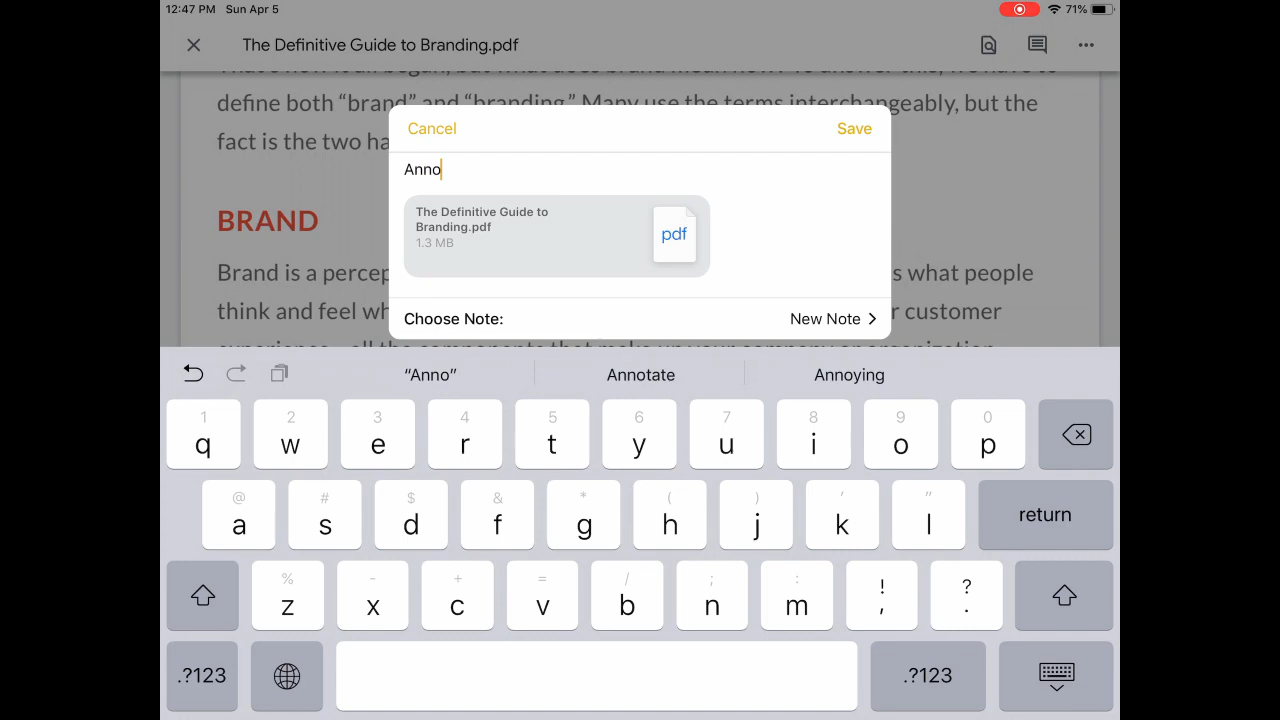 12:47 PM Sun Apr 5 71%
The Definitive Guide to Branding.pdf
define both “brand” and “branding.” Many use the terms interchangeably, but the
fact is the two ha
Cancel Save
Anno
The Definitive Guide to
Branding.pdf
1.3 MB
pdf
BRAND
Brand is a percep s what people
think and feel wh r customer
Choose Note: New Note
“Anno” Annotate Annoying
1 2 3 4 5 6 7 8 9 0
q w e r t y u i o p
@ # $ & * ( ) ' "
a s d f g h j k l return
% - + = / ; : ! ?
z x c v b n m , .
.?123 .?123